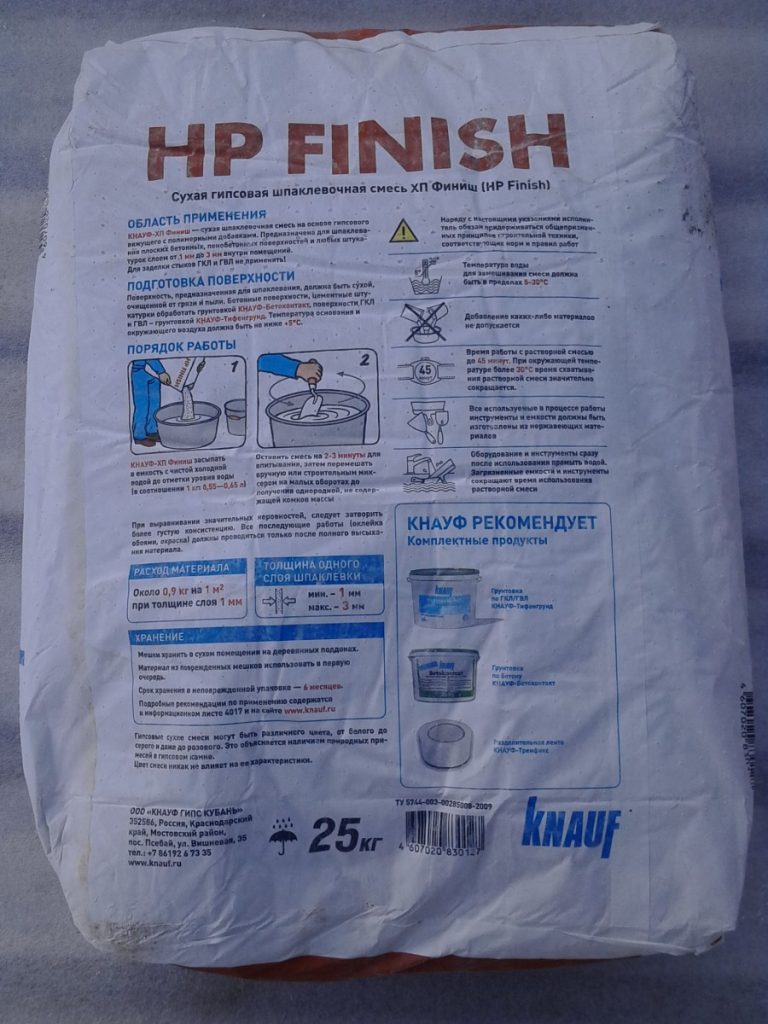 HP FINISH
Сухая гипсовая шпаклевочная смесь ХП Финиш (HP Finish)
ОБЛАСТЬ ПРИМЕНЕНИЯ
КНАУФ-ХП Финиш — сухая шпаклевочная смесь на основе гипсового
вяжущего с полимерными добавками. Предназначена для шпаклева-
ния плоских бетонных, пенобетонных поверхностей и любых штука-
турок слоем от 1 мм до 3 мм внутри помещений.
Для заделки стыков ГКЛ и ГВЛ не применять!
ПОДГОТОВКА ПОВЕРХНОСТИ
Поверхность, предназначенная для шпаклевания, должна быть сухой,
очищенной от грязи и пыли. Бетонные поверхности, цементные шту-
катурки обработать грунтовкой КНАУФ-Бетоконтакт, поверхности ГКЛ
и ГВЛ – грунтовкой КНАУФ-Тифенгрунд. Температура основания и
окружающего воздуха должна быть не ниже +5°С.
ПОРЯДОК РАБОТЫ
1
2
КНАУФ-ХП Финиш засыпать
в емкость с чистой холодной
водой до отметки уровня воды
(в соотношении 1 кг: 0,55—0,65 л)
Оставить смесь на 2-3 минуты для
впитывания, затем перемешать
вручную или строительным мик-
сером на малых оборотах до
получения однородной, не содер-
жащей комков массы
При выравнивании значительных неровностей, следует затворить
более густую консистенцию. Все последующие работы (оклейка
обоями, окраска) должны проводиться только после полного высыха-
ния материала.
РАСХОД МАТЕРИАЛА
Около 0,9 кг на 1 м²
при толщине слоя 1 мм
ТОЛЩИНА ОДНОГО
СЛОЯ ШПАКЛЕВКИ
мин. – 1 мм
макс. – 3 мм
ХРАНЕНИЕ
Мешки хранить в сухом помещения на деревянных поддонах.
Материал из поврежденных мешков использовать в первую
очередь.
Срок хранения в неповрежденной упаковке — 6 месяцев.
Подробные рекомендации по применению содержатся
в информационном листе 4017 и на сайте www.knauf.ru
Гипсовые сухие смеси могут быть различного цвета, от белого до
серого и даже до розового. Это объясняется наличием природных при-
месей в гипсовом камне.
Цвет смеси никак не влияет на ее характеристики.
Наряду с настоящими указаниями исполни-
тель обязан придерживаться общепризнан-
ных принципов строительной техники,
соответствующих норм и правил работ
Температура воды
для замешивания смеси должна
быть в пределах 5-30°С
Добавление каких-либо материалов
не допускается
45
минут
Время работы с растворной смесью
до 45 минут. При окружающей темпе-
ратуре более 30°С время схватыва-
ния растворной смеси значительно
сокращается.
Все используемые в процессе работы
инструменты и емкости должны быть
изготовлены из нержавеющих мате-
риалов
Оборудование и инструменты сразу
после использования промыть водой.
Загрязненные емкости и инструменты
сокращают время использования
растворной смеси
КНАУФ РЕКОМЕНДУЕТ
Комплектные продукты
KNAUF
Грунтовка
по ГКЛ/ГВЛ
КНАУФ-Тифенгрунд
KNAUF
Betokontakt
Грунтовка
по бетону
КНАУФ-Бетоконтакт
Разделительная лента
КНАУФ-Тренфикс
ООО «КНАУФ ГИПС КУБАНЬ»
352586, Россия, Краснодарский
край, Мостовский район,
пос. Псебай, ул. Вишневая, 35
тел.: +7 86192 6 73 35
www.knauf.ru
25 кг
ТУ 5744-003-00285008-2009
4 607020 830127
KNAUF